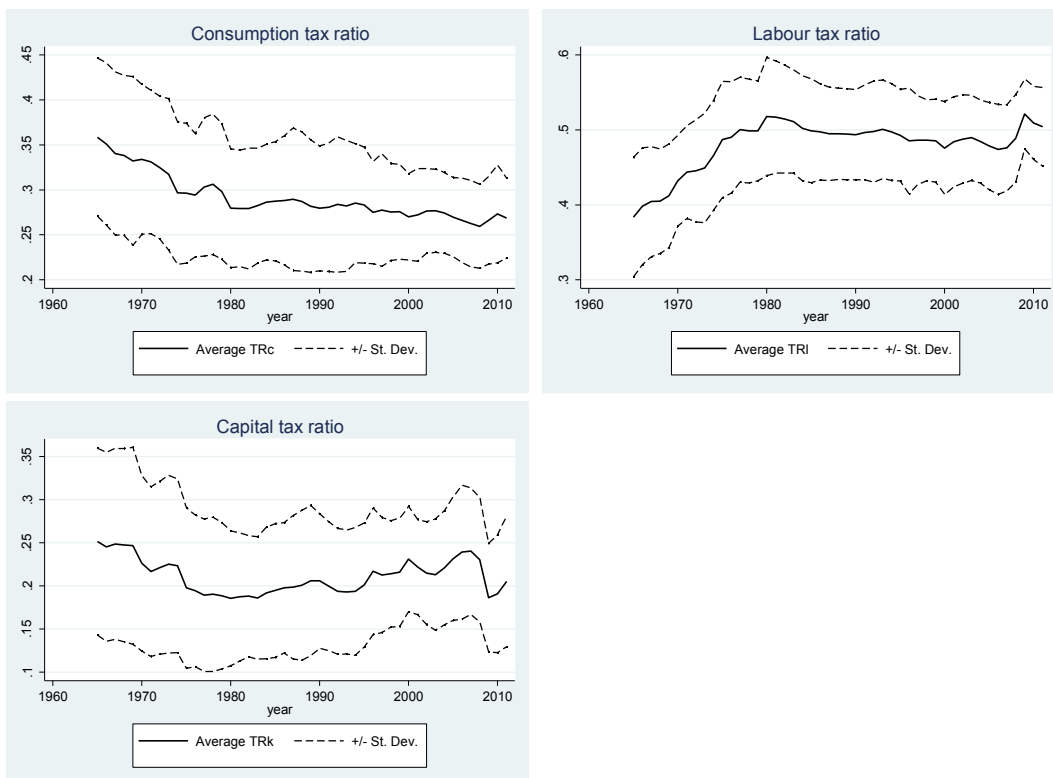 Consumption tax ratio
.45
.4
.35
.3
.25
.2
1960 1970 1980 1990 2000 2010
year
Average TRc +/- St. Dev.
Labour tax ratio
.6
.5
.4
.3
1960 1970 1980 1990 2000 2010
year
Average TRl +/- St. Dev.
Capital tax ratio
.35
.3
.25
.2
.15
.1
1960 1970 1980 1990 2000 2010
year
Average TRk +/- St. Dev.